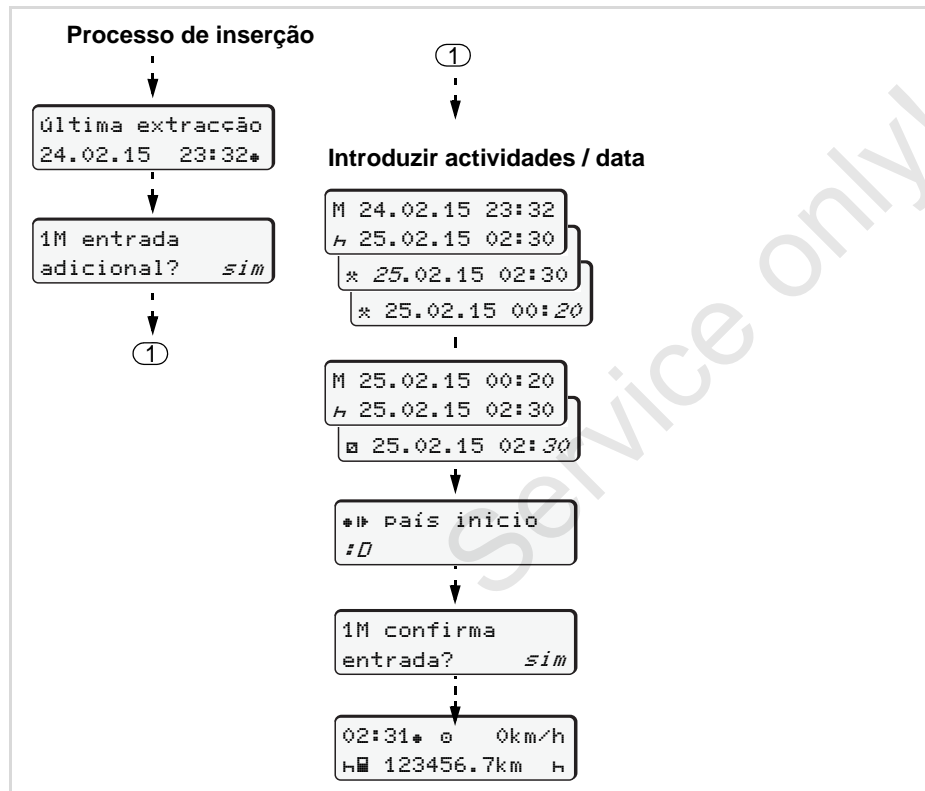 Processo de inserção
última extracção
24.02.15 23:32
1M entrada
adicional? sim
1
1
Introduzir actividades / data
M 24.02.15 23:32
25.02.15 02:30
25.02.15 02:30
25.02.15 00:20
M 25.02.15 00:20
25.02.15 02:30
25.02.15 02:30
país inicio
:D
1M confirma
entrada? sim
02:31 0km/h
123456.7km
Service only!